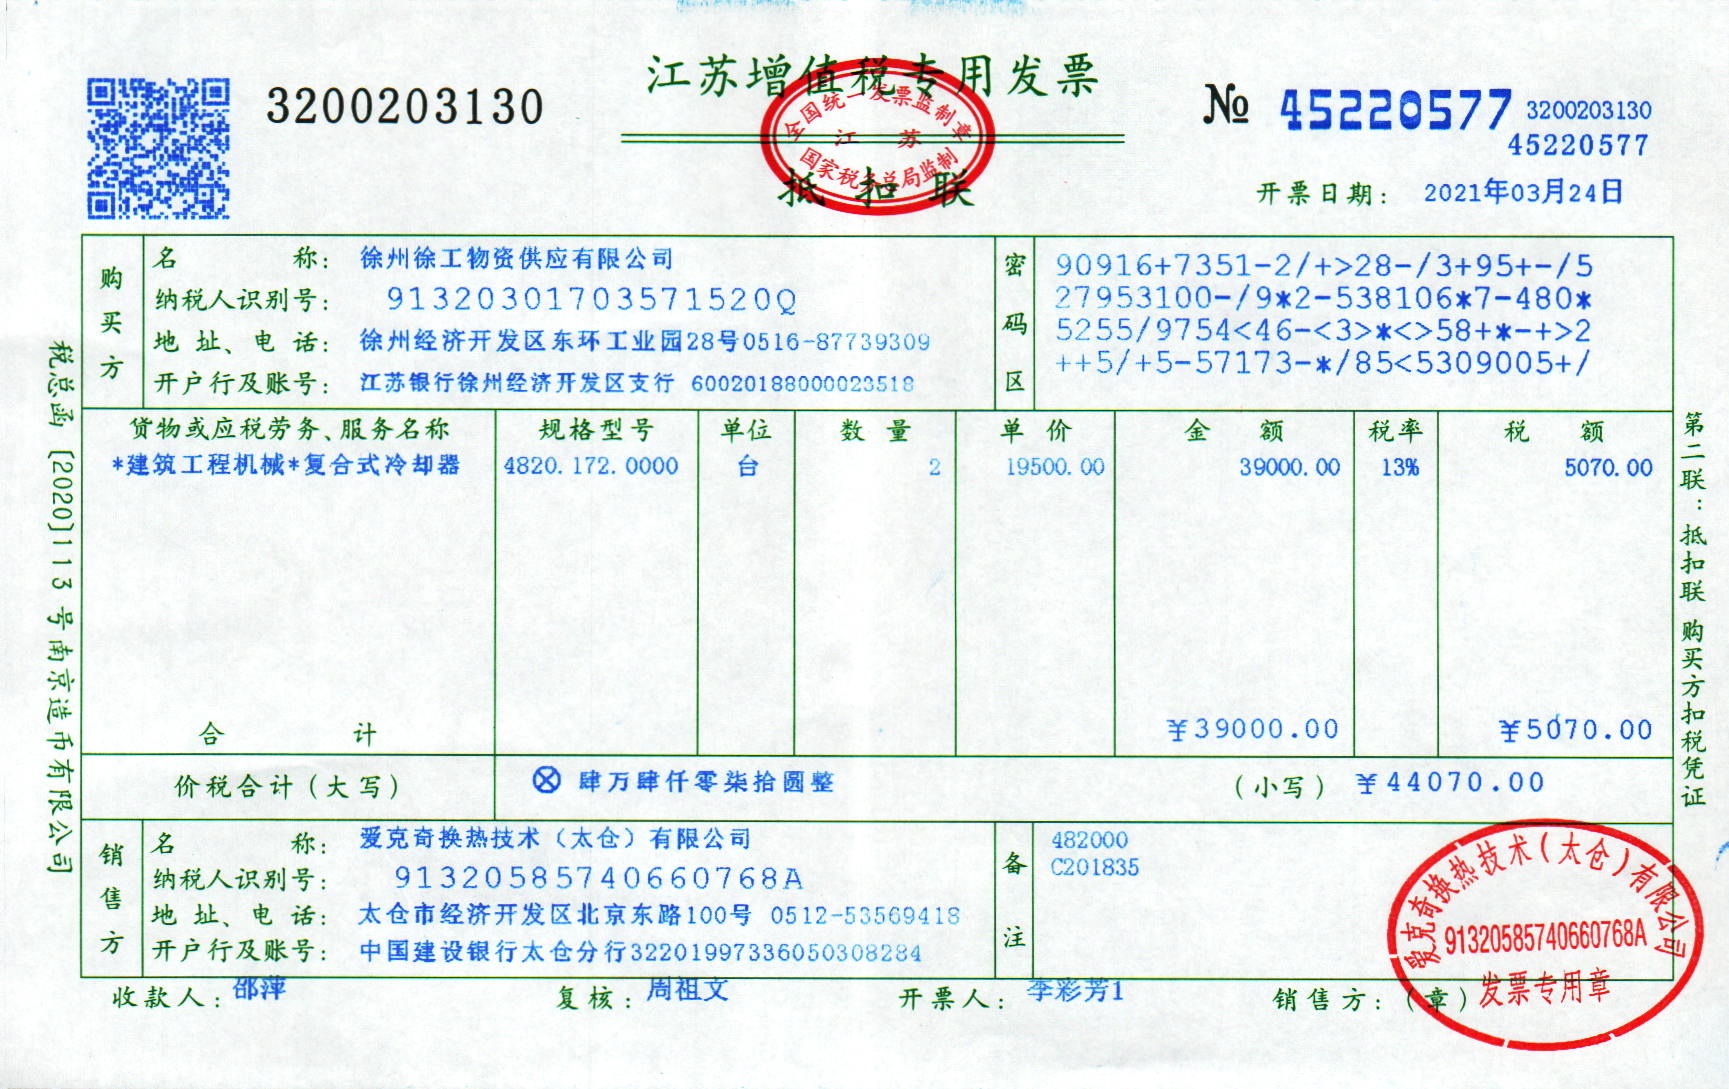 3200203130
江苏增值税专用发票
全国统一发票监制章
江苏
国家税务总局监制
抵扣联
№ 45220577 3200203130
45220577
开票日期: 2021年03月24日
购买方
名称: 徐州徐工物资供应有限公司
纳税人识别号: 91320301703571520Q
地址、电话: 徐州经济开发区东环工业园28号0516-87739309
开户行及账号: 江苏银行徐州经济开发区支行 60020188000023518
密码区
90916+7351-2/+>28-/3+95+-/5
27953100-/9*2-538106*7-480*
5255/9754<46-<3>*<>58+*-+>2
++5/+5-57173-*/85<5309005+/
货物或应税劳务、服务名称 规格型号 单位 数量 单价 金额 税率 税额
*建筑工程机械*复合式冷却器 4820.172.0000 台 2 19500.00 39000.00 13% 5070.00
合计 ¥39000.00 ¥5070.00
价税合计(大写) ⊗肆万肆仟零柒拾圆整 (小写) ¥44070.00
销售方
名称: 爱克奇换热技术（太仓）有限公司
纳税人识别号: 91320585740660768A
地址、电话: 太仓市经济开发区北京东路100号 0512-53569418
开户行及账号: 中国建设银行太仓分行32201997336050308284
备注
482000
C201835
收款人: 邵萍 复核: 周祖文 开票人: 李彩芳1 销售方:(章)
爱克奇换热技术(太仓)有限公司
91320585740660768A
发票专用章
税总函[2020]113号南京造币有限公司
第二联:抵扣联 购买方扣税凭证